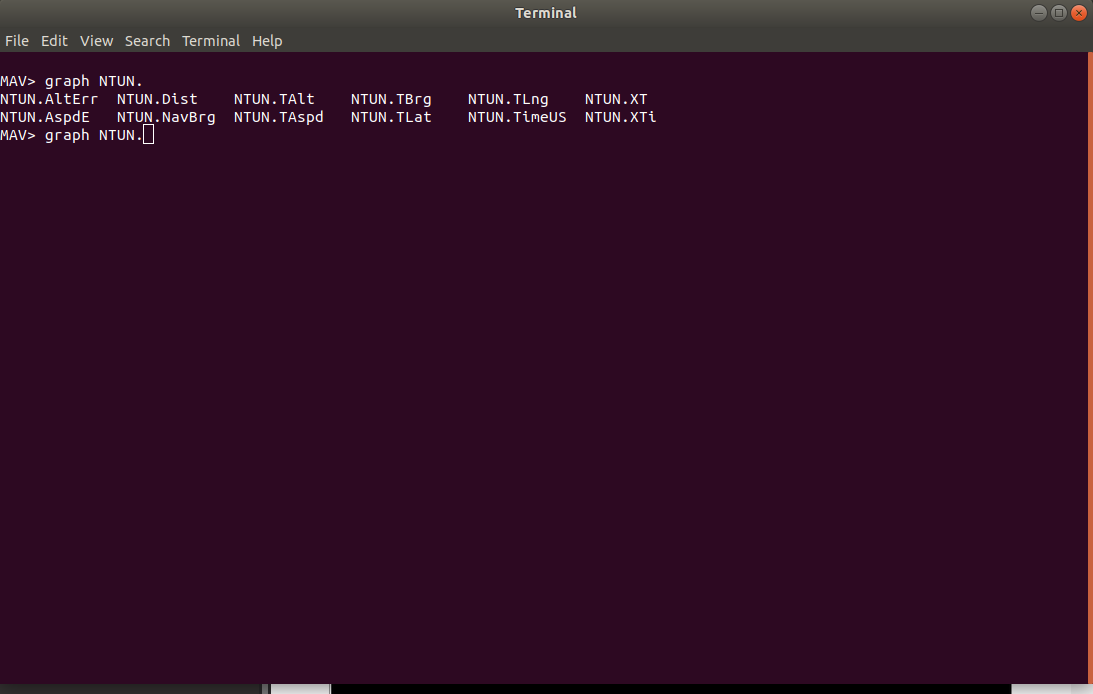 Terminal
File Edit View Search Terminal Help
MAV> graph NTUN.
NTUN.AltErr NTUN.Dist NTUN.TAlt NTUN.TBrg NTUN.TLng NTUN.XT
NTUN.AspdE NTUN.NavBrg NTUN.TAspd NTUN.TLat NTUN.TimeUS NTUN.XTi
MAV> graph NTUN.